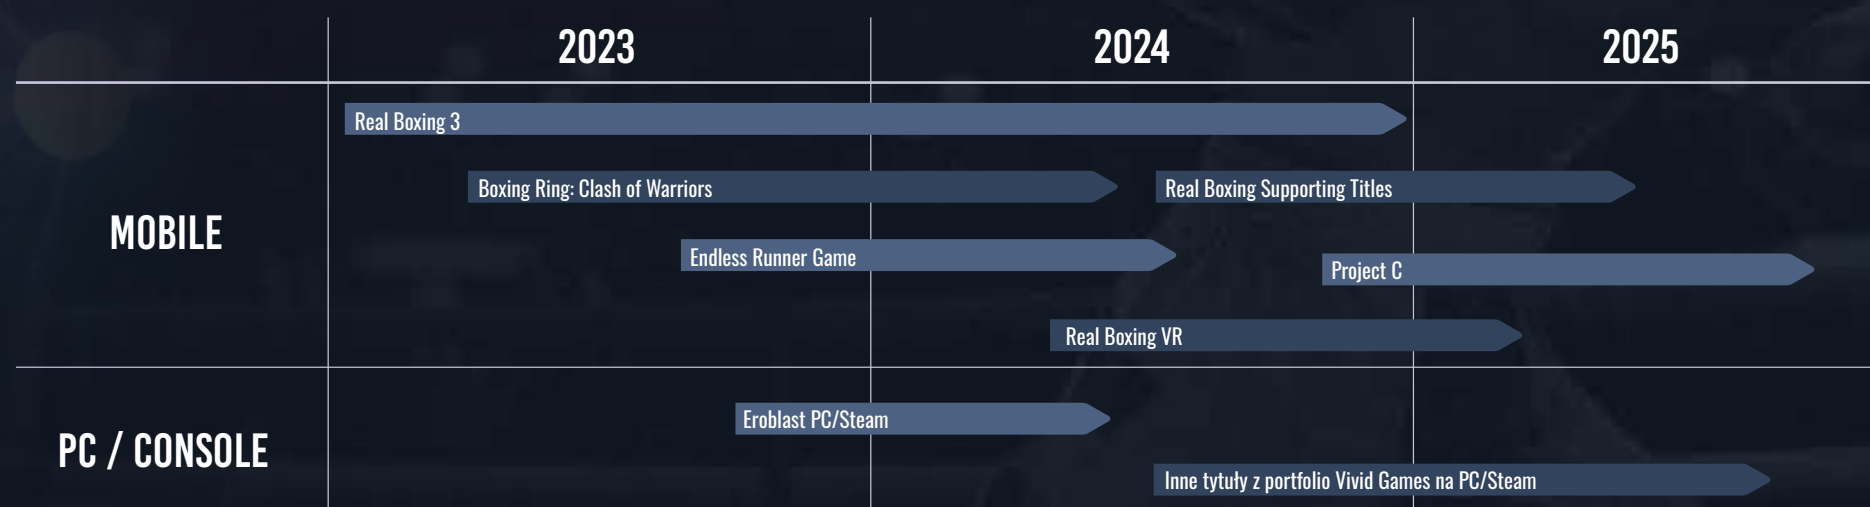 2023 2024 2025
Real Boxing 3
Boxing Ring: Clash of Warriors Real Boxing Supporting Titles
MOBILE
Endless Runner Game
Project C
Real Boxing VR
Eroblast PC/Steam
PC / CONSOLE
Inne tytuły z portfolio Vivid Games na PC/Steam